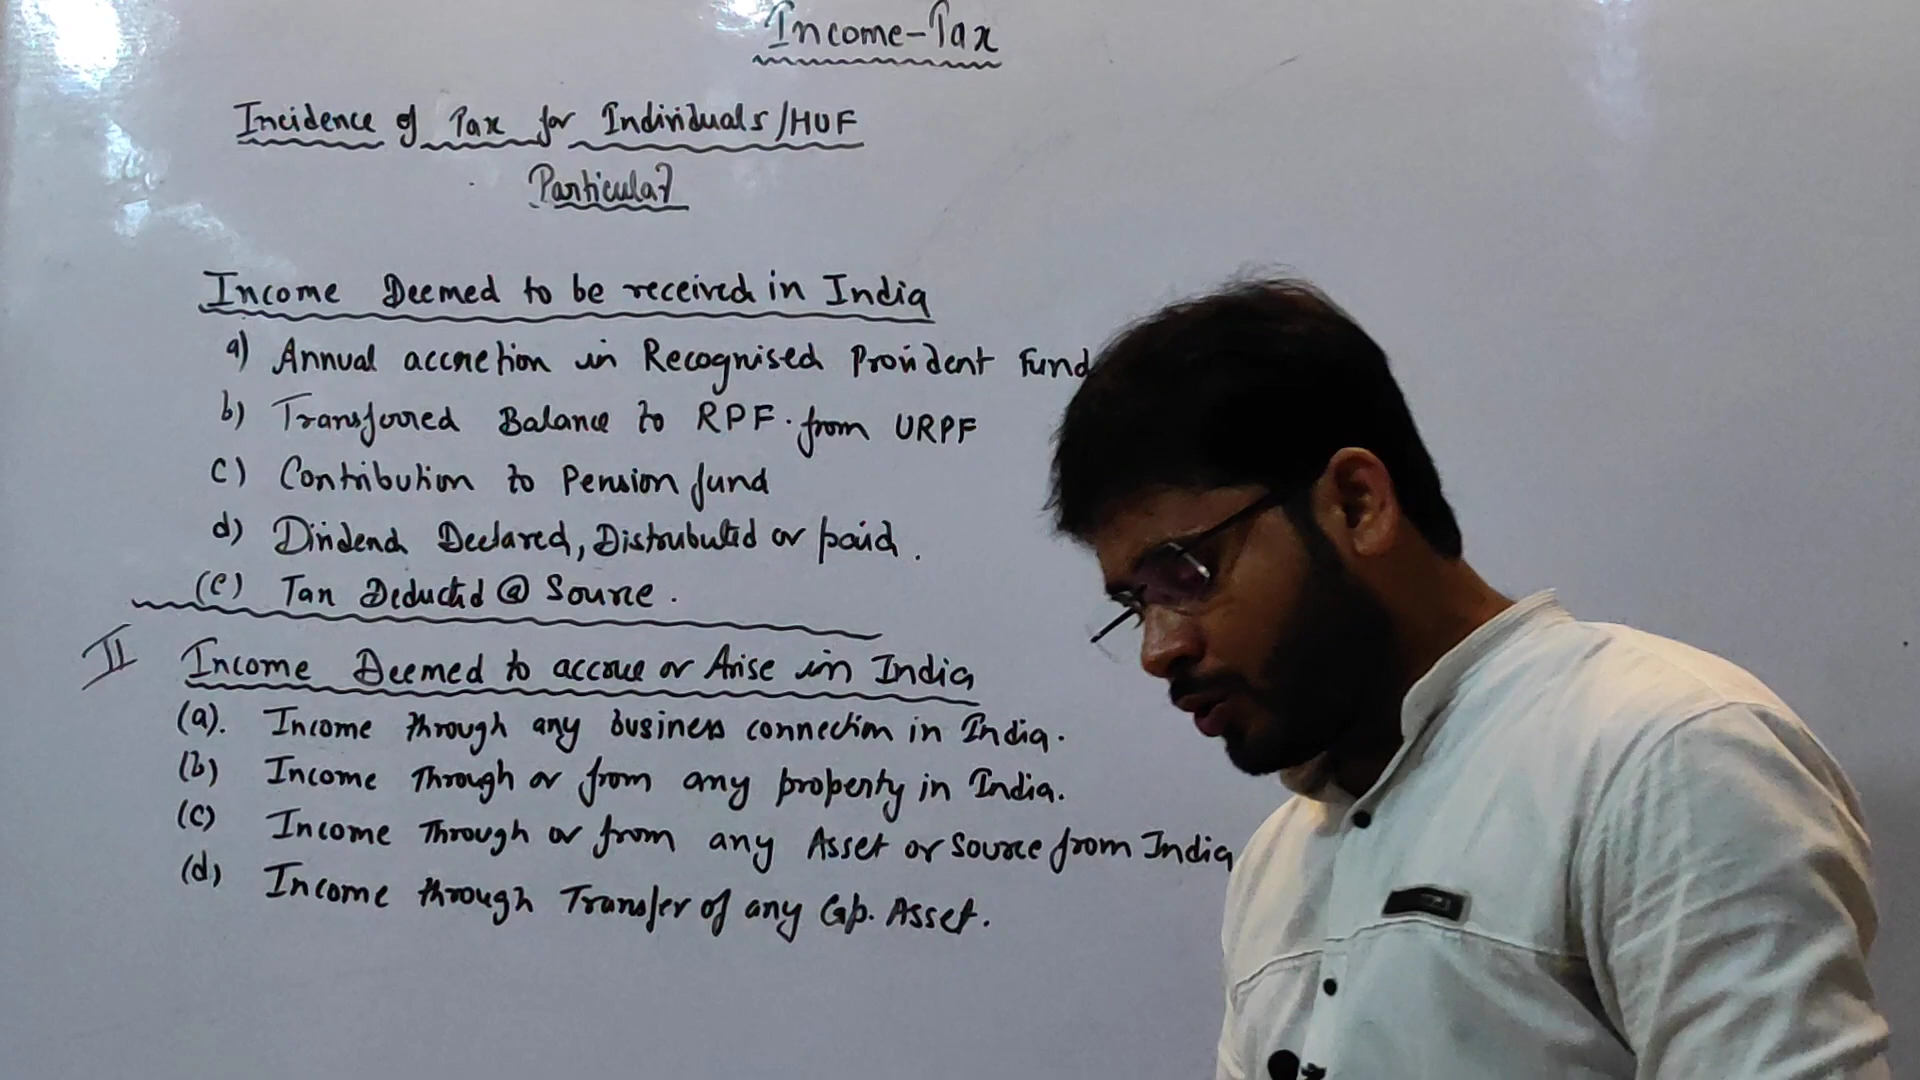 Income-Tax
Incidence of Tax for Individuals/HUF
Particular
Income Deemed to be received in India
a) Annual accretion in Recognised Provident Fund
b) Transferred Balance to RPF. from URPF
c) Contribution to Pension fund
d) Dividend Declared, Distributed or paid.
(e) Tax Deducted @ Source.
II Income Deemed to accrue or Arise in India
(a). Income through any business connection in India.
(b) Income Through or from any property in India.
(c) Income Through or from any Asset or Source from India
(d) Income through Transfer of any Cap. Asset.